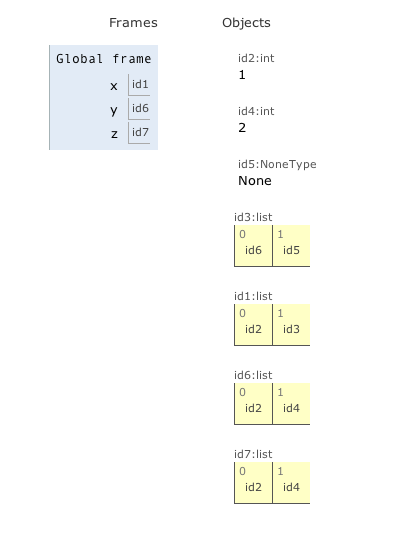 Frames Objects
Global frame
x id1
y id6
z id7
id2:int
1
id4:int
2
id5:NoneType
None
id3:list
0 1
id6 id5
id1:list
0 1
id2 id3
id6:list
0 1
id2 id4
id7:list
0 1
id2 id4